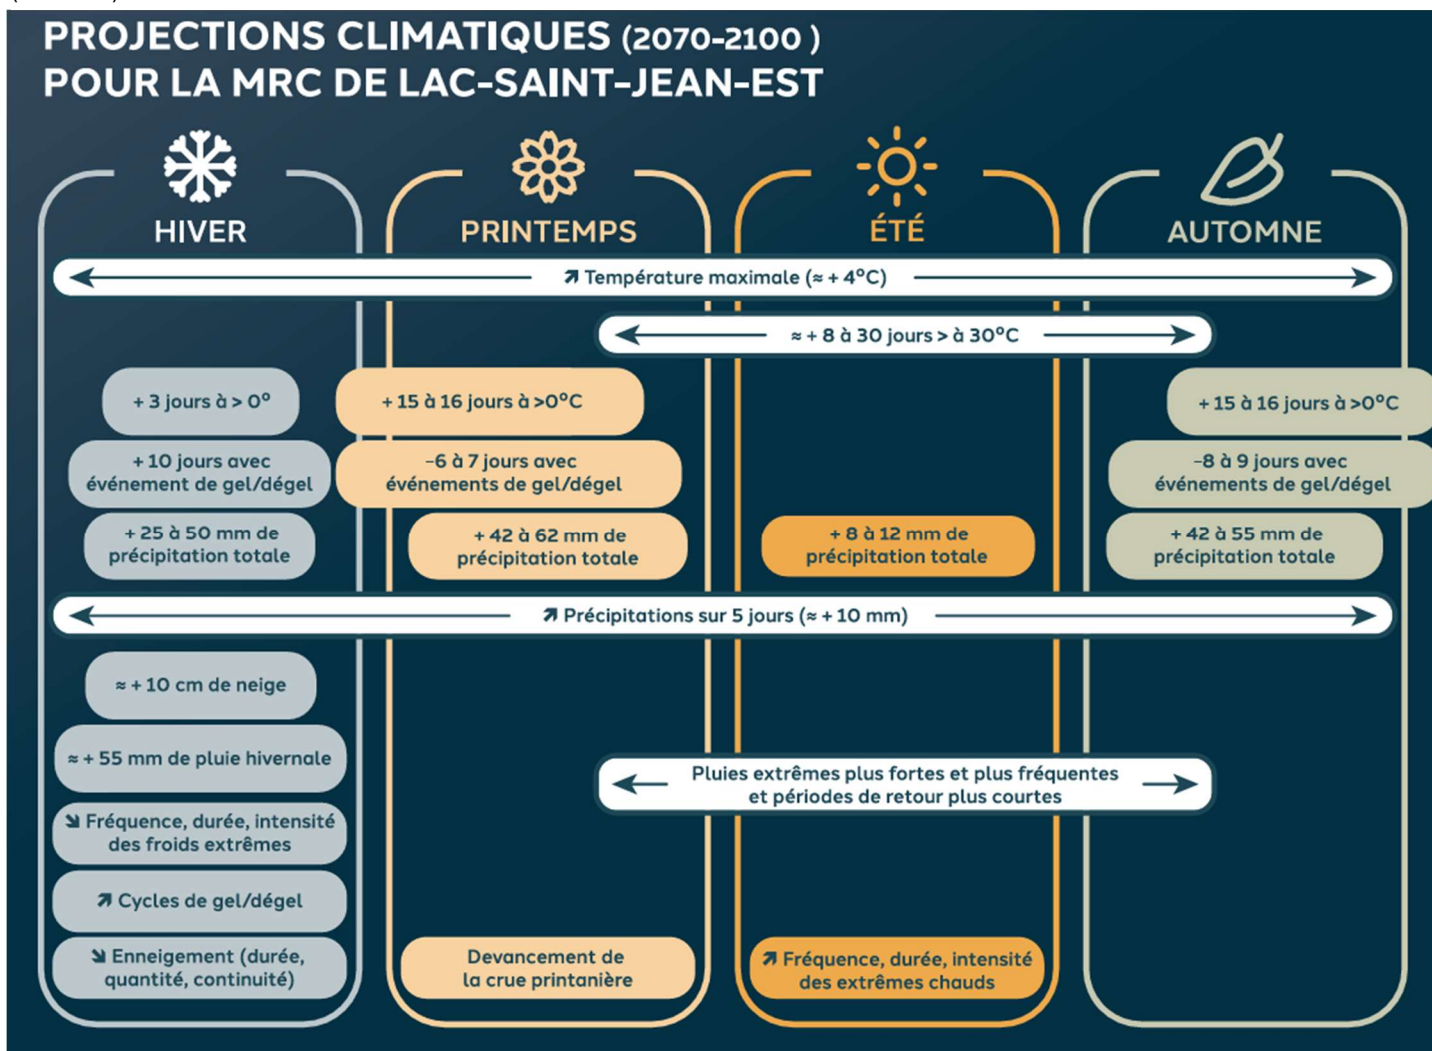 PROJECTIONS CLIMATIQUES (2070-2100 )
POUR LA MRC DE LAC-SAINT-JEAN-EST
HIVER
PRINTEMPS
ÉTÉ
AUTOMNE
↗ Température maximale (≈ + 4°C)
≈ + 8 à 30 jours > à 30°C
+ 3 jours à > 0°
+ 15 à 16 jours à >0°C
+ 15 à 16 jours à >0°C
+ 10 jours avec
événement de gel/dégel
-6 à 7 jours avec
événements de gel/dégel
-8 à 9 jours avec
événements de gel/dégel
+ 25 à 50 mm de
précipitation totale
+ 42 à 62 mm de
précipitation totale
+ 8 à 12 mm de
précipitation totale
+ 42 à 55 mm de
précipitation totale
↗ Précipitations sur 5 jours (≈ + 10 mm)
≈ + 10 cm de neige
≈ + 55 mm de pluie hivernale
Pluies extrêmes plus fortes et plus fréquentes
et périodes de retour plus courtes
↘ Fréquence, durée, intensité
des froids extrêmes
↗ Cycles de gel/dégel
↘ Enneigement (durée,
quantité, continuité)
Devancement de
la crue printanière
↗ Fréquence, durée, intensité
des extrêmes chauds